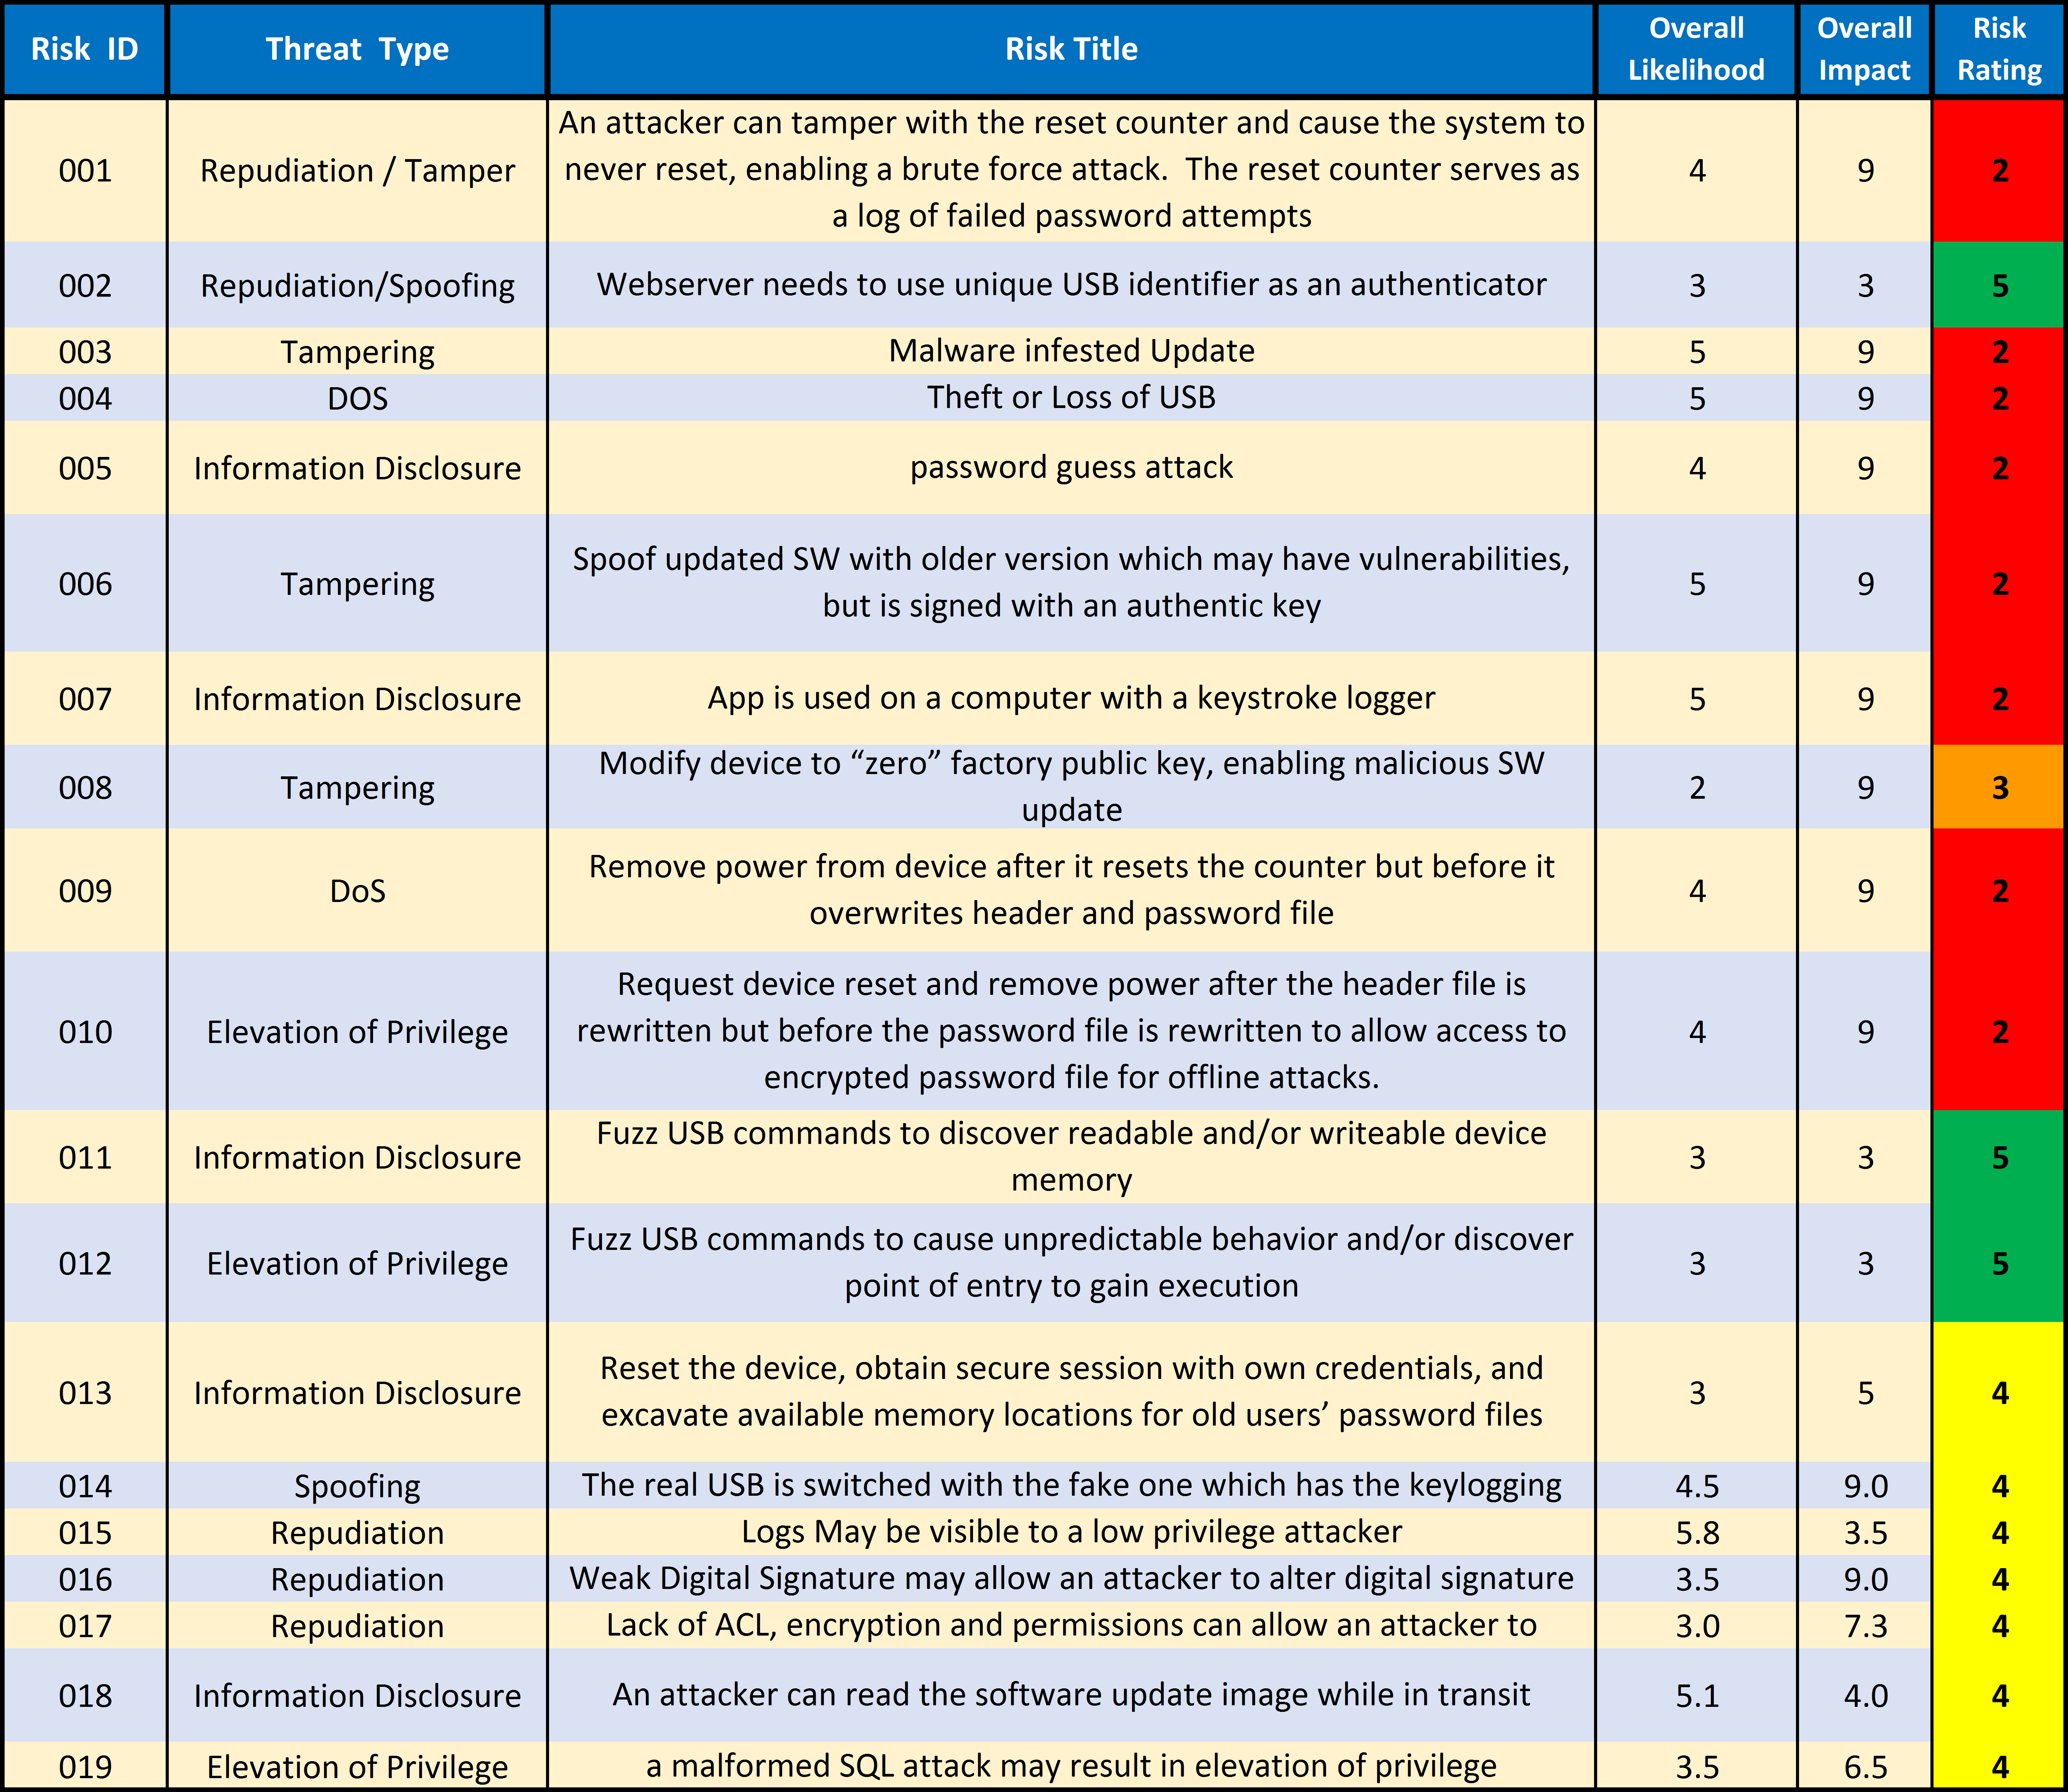 Risk ID Threat Type Risk Title Overall Likelihood Overall Impact Risk Rating
001 Repudiation / Tamper An attacker can tamper with the reset counter and cause the system to never reset, enabling a brute force attack. The reset counter serves as a log of failed password attempts 4 9 2
002 Repudiation/Spoofing Webserver needs to use unique USB identifier as an authenticator 3 3 5
003 Tampering Malware infested Update 5 9 2
004 DOS Theft or Loss of USB 5 9 2
005 Information Disclosure password guess attack 4 9 2
006 Tampering Spoof updated SW with older version which may have vulnerabilities, but is signed with an authentic key 5 9 2
007 Information Disclosure App is used on a computer with a keystroke logger 5 9 2
008 Tampering Modify device to “zero” factory public key, enabling malicious SW update 2 9 3
009 DoS Remove power from device after it resets the counter but before it overwrites header and password file 4 9 2
010 Elevation of Privilege Request device reset and remove power after the header file is rewritten but before the password file is rewritten to allow access to encrypted password file for offline attacks. 4 9 2
011 Information Disclosure Fuzz USB commands to discover readable and/or writeable device memory 3 3 5
012 Elevation of Privilege Fuzz USB commands to cause unpredictable behavior and/or discover point of entry to gain execution 3 3 5
013 Information Disclosure Reset the device, obtain secure session with own credentials, and excavate available memory locations for old users’ password files 3 5 4
014 Spoofing The real USB is switched with the fake one which has the keylogging 4.5 9.0 4
015 Repudiation Logs May be visible to a low privilege attacker 5.8 3.5 4
016 Repudiation Weak Digital Signature may allow an attacker to alter digital signature 3.5 9.0 4
017 Repudiation Lack of ACL, encryption and permissions can allow an attacker to 3.0 7.3 4
018 Information Disclosure An attacker can read the software update image while in transit 5.1 4.0 4
019 Elevation of Privilege a malformed SQL attack may result in elevation of privilege 3.5 6.5 4